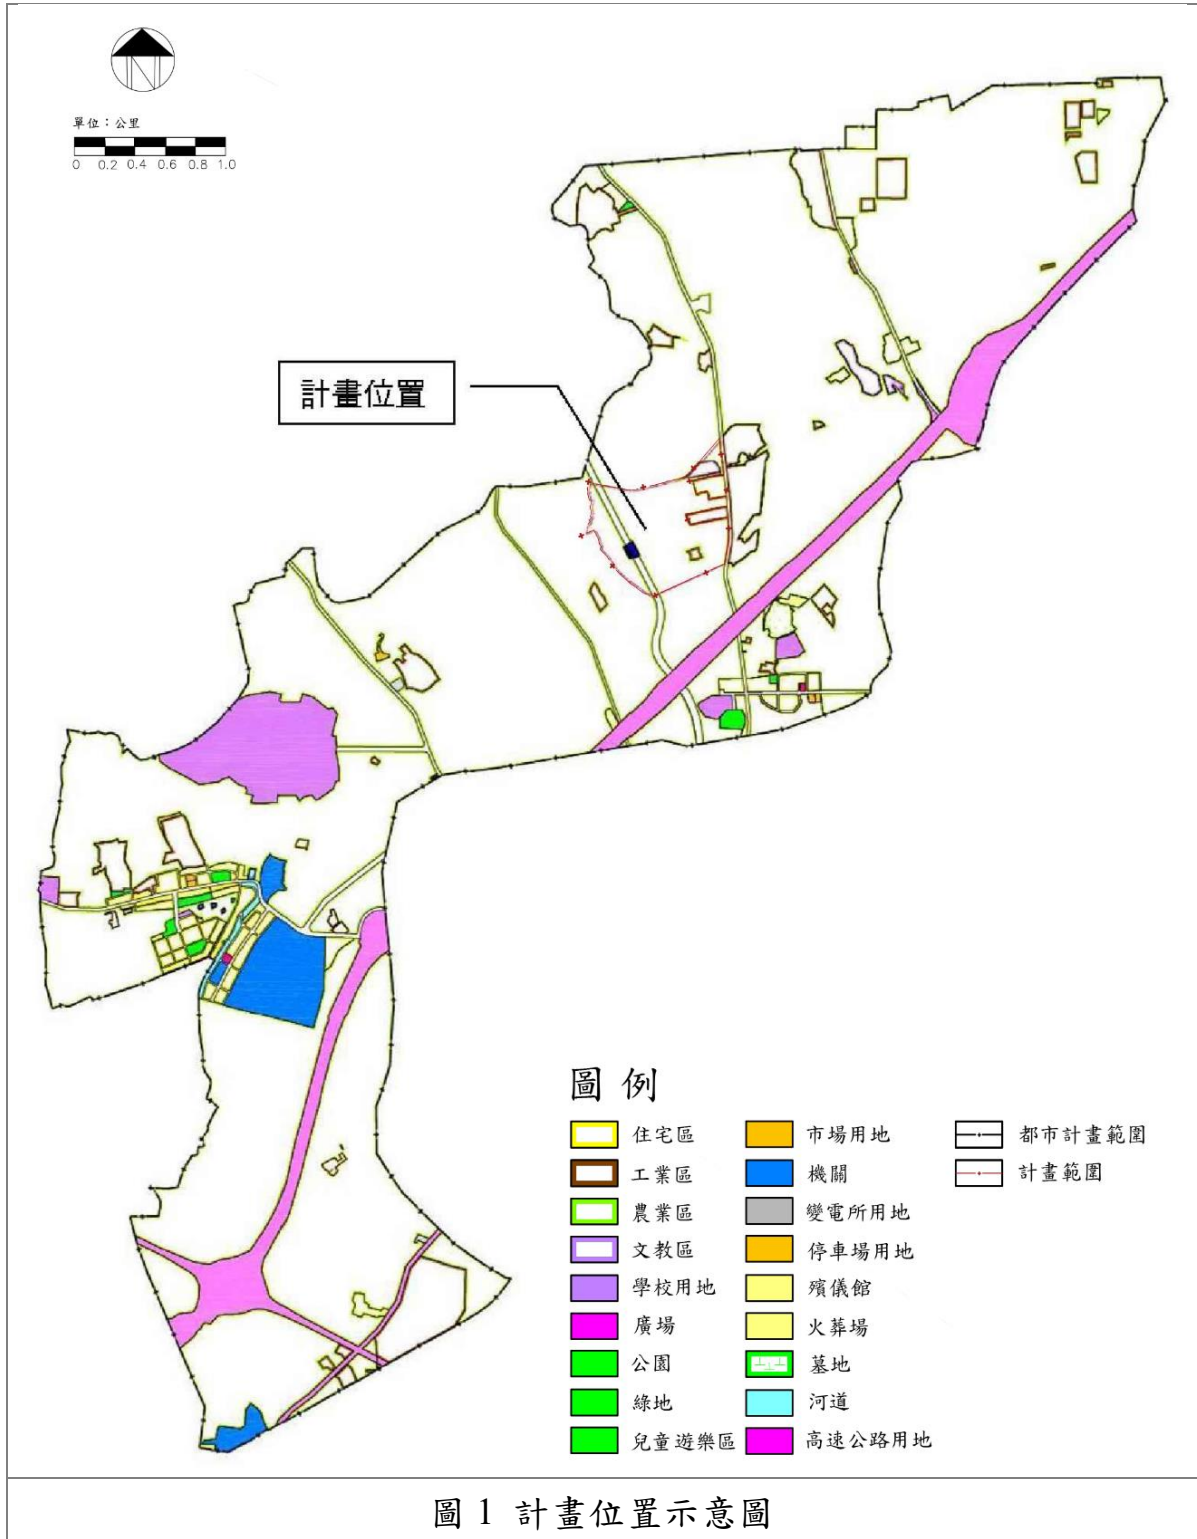 單位：公里
0 0.2 0.4 0.6 0.8 1.0
計畫位置
圖例
住宅區
工業區
農業區
文教區
學校用地
廣場
公園
綠地
兒童遊樂區
市場用地
機關
變電所用地
停車場用地
殯儀館
火葬場
墓地
河道
高速公路用地
都市計畫範圍
計畫範圍
圖 1 計畫位置示意圖